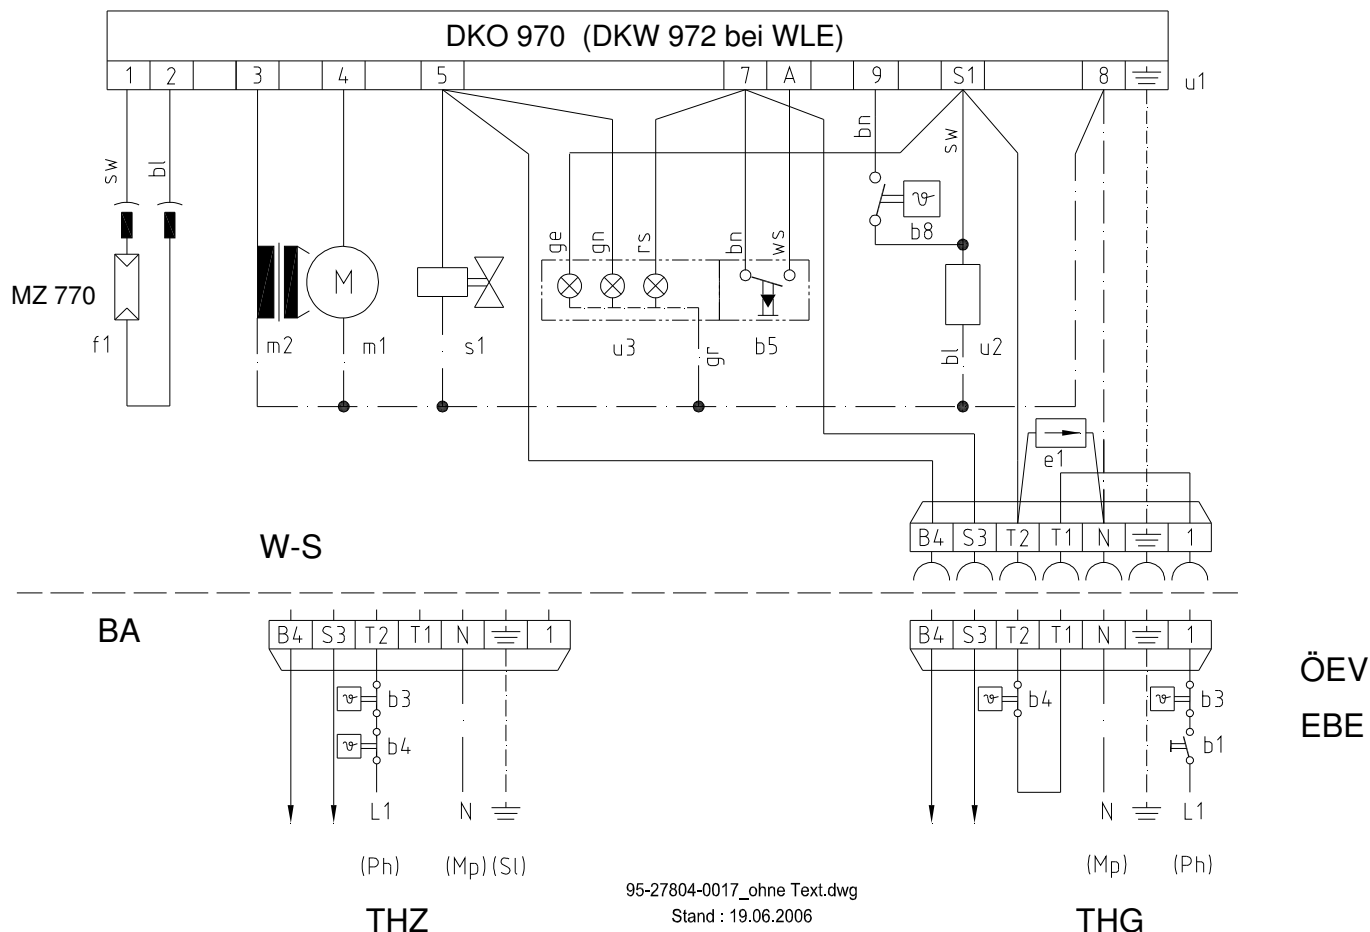 DKO 970 (DKW 972 bei WLE)
1 2 3 4 5 7 A 9 S1 8 u1
sw bl bn sw
b8
ge gn rs bn ws
MZ 770
M
f1 m2 m1 s1 u3 gr b5 bl u2
e1
B4 S3 T2 T1 N 1
W-S
BA
B4 S3 T2 T1 N 1
B4 S3 T2 T1 N 1
ÖEV
b3 b4 b3
EBE
b4 b1
L1 N N L1
(Ph) (Mp) (Sl) (Mp) (Ph)
95-27804-0017_ohne Text.dwg
Stand : 19.06.2006
THZ THG